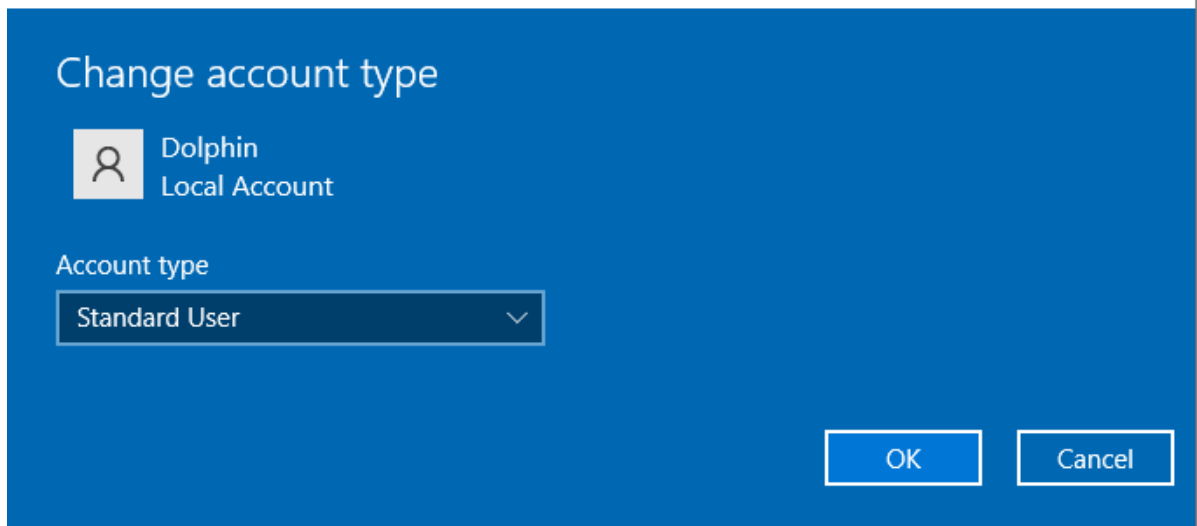 Change account type
Dolphin
Local Account
Account type
Standard User
OK
Cancel